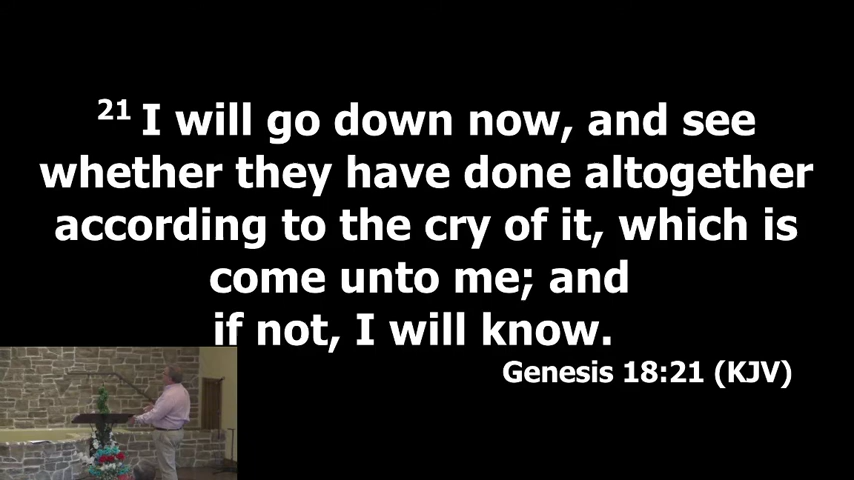 21 I will go down now, and see
whether they have done altogether
according to the cry of it, which is
come unto me; and
if not, I will know.
Genesis 18:21 (KJV)